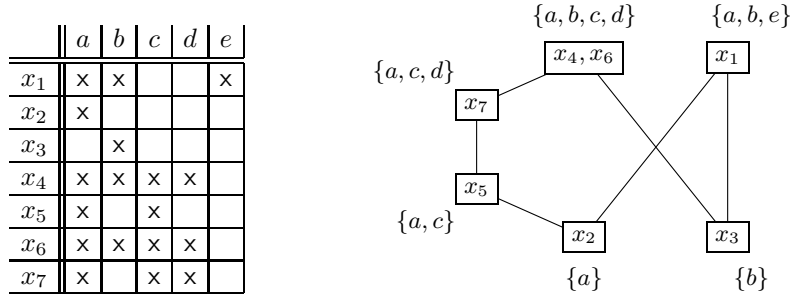 a b c d e
x₁ x x x
x₂ x
x₃ x
x₄ x x x x
x₅ x x
x₆ x x x x
x₇ x x x
{a, b, c, d} {a, b, e}
x₄, x₆ x₁
{a, c, d}
x₇
x₅
{a, c}
x₂ x₃
{a} {b}